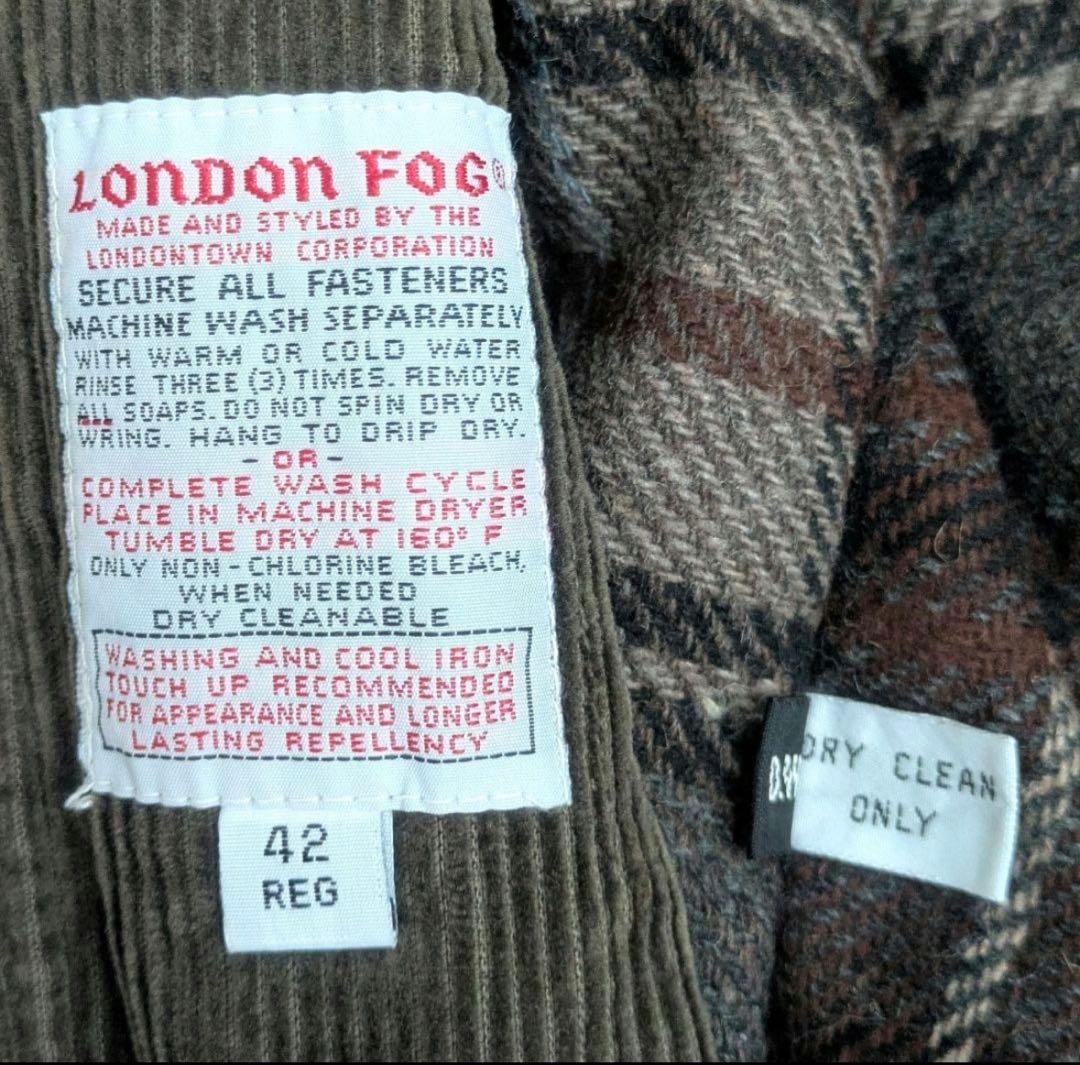 LONDON FOG®
MADE AND STYLED BY THE
LONDONTOWN CORPORATION
SECURE ALL FASTENERS
MACHINE WASH SEPARATELY
WITH WARM OR COLD WATER
RINSE THREE (3) TIMES. REMOVE
ALL SOAPS. DO NOT SPIN DRY OR
WRING. HANG TO DRIP DRY.
- OR -
COMPLETE WASH CYCLE
PLACE IN MACHINE DRYER
TUMBLE DRY AT 160° F
ONLY NON-CHLORINE BLEACH,
WHEN NEEDED
DRY CLEANABLE
WASHING AND COOL IRON
TOUCH UP RECOMMENDED
FOR APPEARANCE AND LONGER
LASTING REPELLENCY
42
REG
DRY CLEAN
ONLY